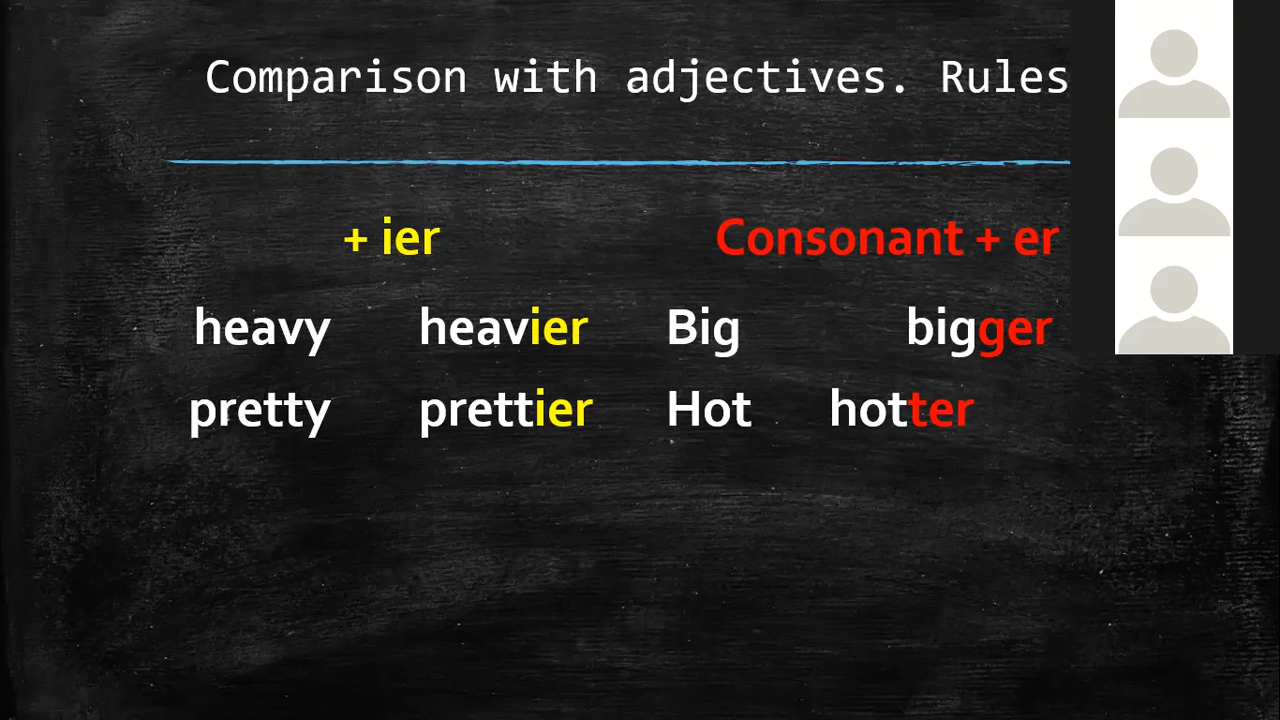 Comparison with adjectives. Rules
+ ier Consonant + er
heavy heavier Big bigger
pretty prettier Hot hotter